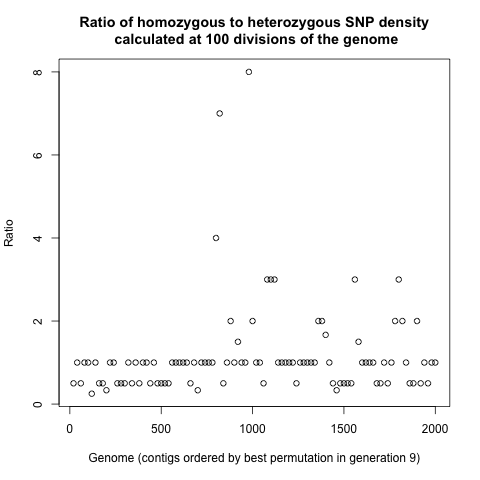 Ratio of homozygous to heterozygous SNP density
calculated at 100 divisions of the genome
Ratio
8
6
4
2
0
0 500 1000 1500 2000
Genome (contigs ordered by best permutation in generation 9)